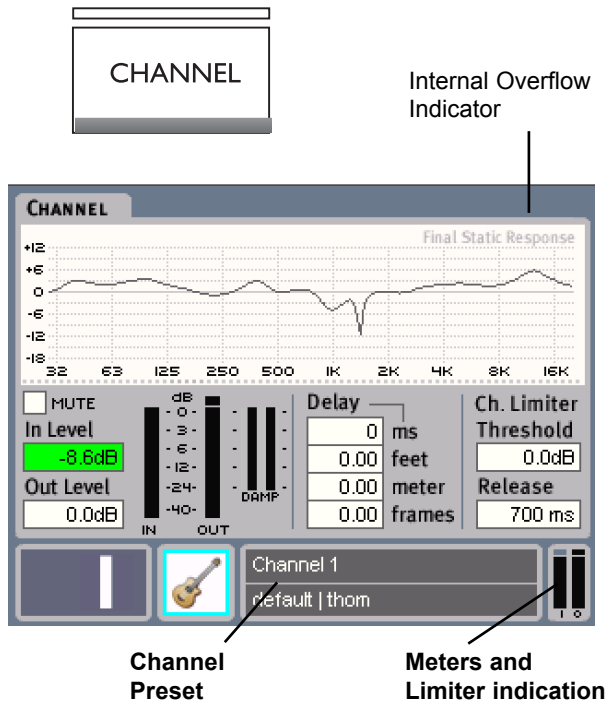 CHANNEL
Internal Overflow
Indicator
CHANNEL
Final Static Response
+12
+6
0
-6
-12
-18
32 63 125 250 500 1K 2K 4K 8K 16K
MUTE
In Level
-8.6dB
Out Level
0.0dB
dB
- 0 -
- 3 -
- 6 -
- 12 -
-24-
-40-
IN OUT
DAMP
Delay
0 ms
0.00 feet
0.00 meter
0.00 frames
Ch. Limiter
Threshold
0.0dB
Release
700 ms
Channel 1
default | thom
I O
Channel
Preset
Meters and
Limiter indication